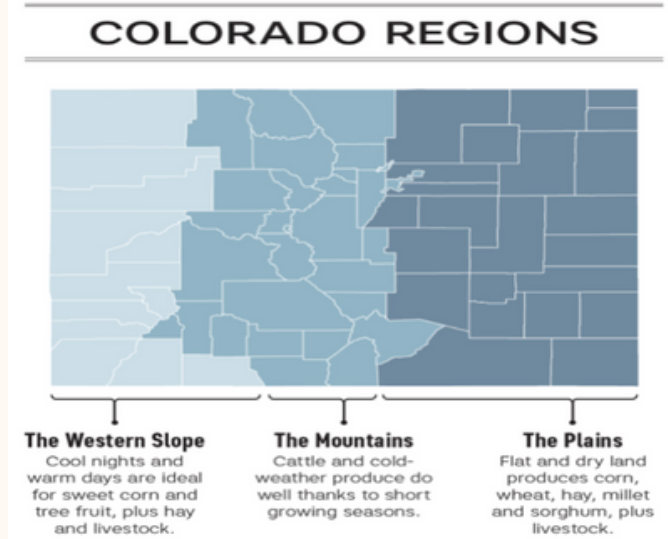 COLORADO REGIONS
The Western Slope
Cool nights and
warm days are ideal
for sweet corn and
tree fruit, plus hay
and livestock.
The Mountains
Cattle and cold-
weather produce do
well thanks to short
growing seasons.
The Plains
Flat and dry land
produces corn,
wheat, hay, millet
and sorghum, plus
livestock.